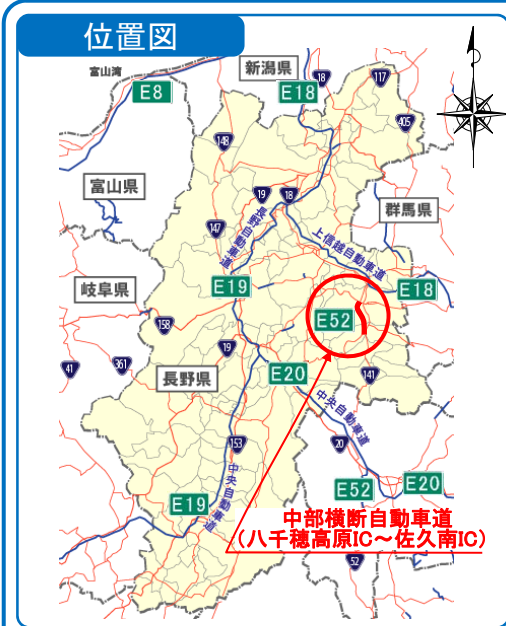 位置図
富山湾
新潟県
18
117
E8
E18
405
148
富山県
19
18
群馬県
147
長野自動車道
上信越自動車道
岐阜県
E19
E18
E52
158
19
41
361
長野県
E20
141
中央自動車道
153
20
中央自動車道
E52
E20
E19
中部横断自動車道
(八千穂高原IC~佐久南IC)
52